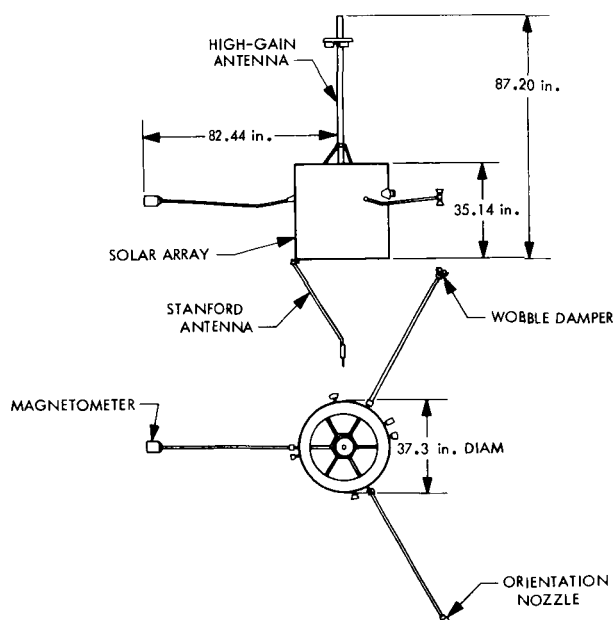 HIGH-GAIN
ANTENNA
87.20 in.
82.44 in.
35.14 in.
SOLAR ARRAY
STANFORD
ANTENNA
WOBBLE DAMPER
MAGNETOMETER
37.3 in. DIAM
ORIENTATION
NOZZLE